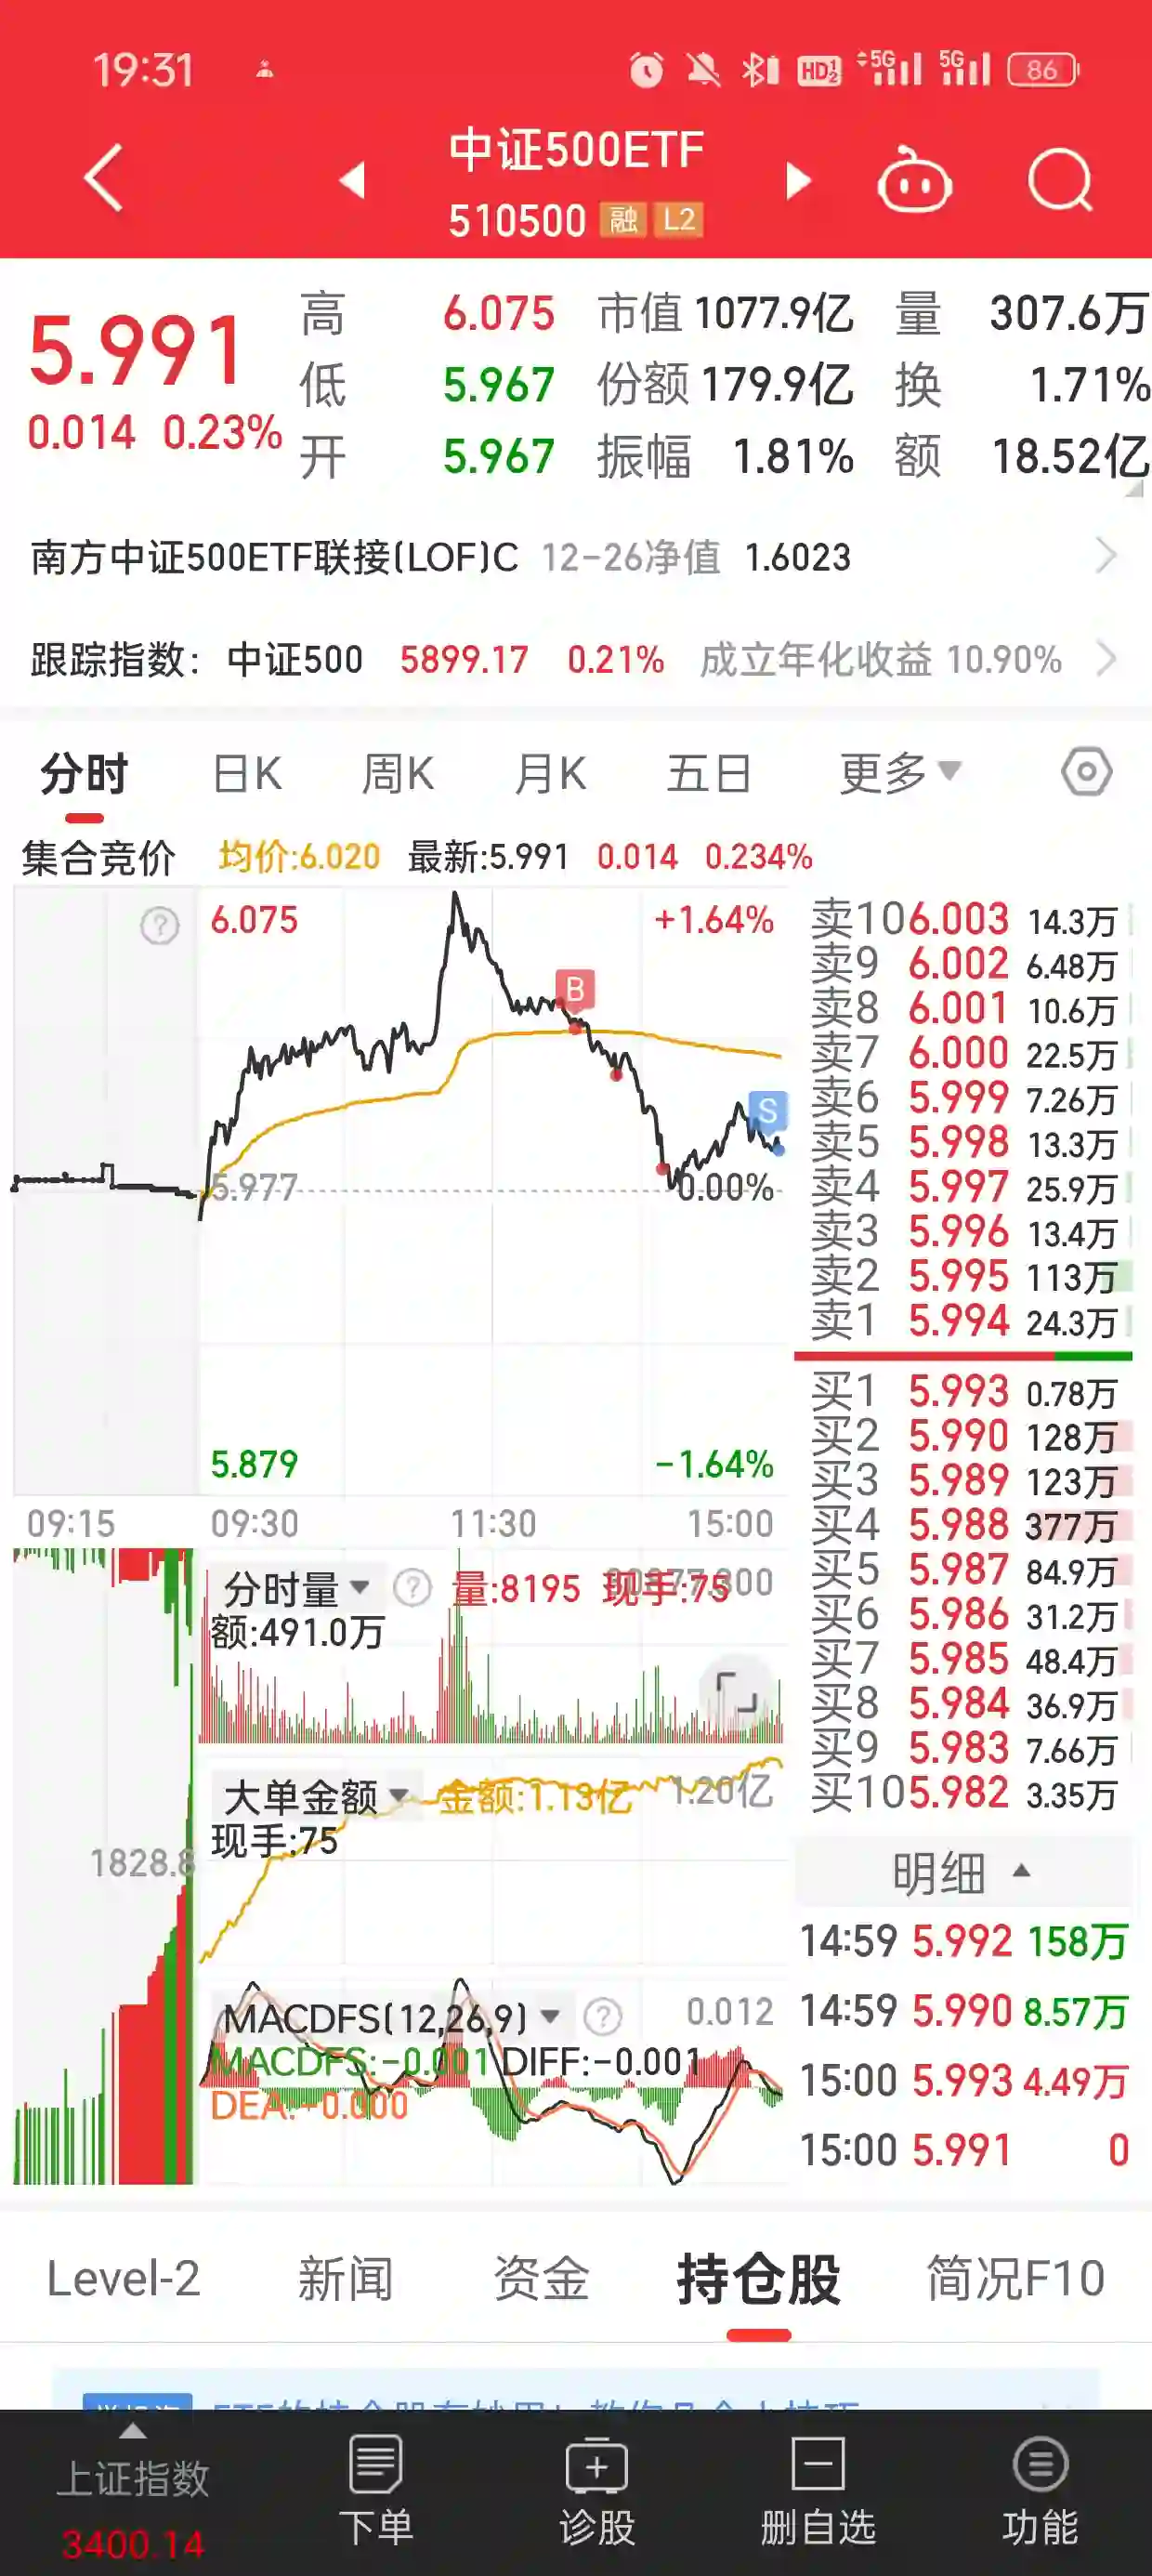 19:31 HD 1 2 5G 5G 86
中证500ETF
510500 融 L2
5.991
0.014 0.23%
高 6.075 市值 1077.9亿 量 307.6万
低 5.967 份额 179.9亿 换 1.71%
开 5.967 振幅 1.81% 额 18.52亿
南方中证500ETF联接(LOF)C 12-26净值 1.6023
跟踪指数: 中证500 5899.17 0.21% 成立年化收益 10.90%
分时 日K 周K 月K 五日 更多
集合竞价 均价:6.020 最新:5.991 0.014 0.234%
6.075 +1.64%
B
S
5.977 0.00%
5.879 -1.64%
09:15 09:30 11:30 15:00
卖10 6.003 14.3万
卖9 6.002 6.48万
卖8 6.001 10.6万
卖7 6.000 22.5万
卖6 5.999 7.26万
卖5 5.998 13.3万
卖4 5.997 25.9万
卖3 5.996 13.4万
卖2 5.995 113万
卖1 5.994 24.3万
买1 5.993 0.78万
买2 5.990 128万
买3 5.989 123万
买4 5.988 377万
买5 5.987 84.9万
买6 5.986 31.2万
买7 5.985 48.4万
买8 5.984 36.9万
买9 5.983 7.66万
买10 5.982 3.35万
分时量 ? 量:8195 现手:75
额:491.0万
大单金额 金额:1.13亿 1.20亿
现手:75
1828.8
MACDFS(12,26,9) ? 0.012
MACDFS:-0.001 DIFF:-0.001
DEA:-0.000
明细
14:59 5.992 158万
14:59 5.990 8.57万
15:00 5.993 4.49万
15:00 5.991 0
Level-2 新闻 资金 持仓股 简况F10
上证指数 下单 诊股 删自选 功能
3400.14